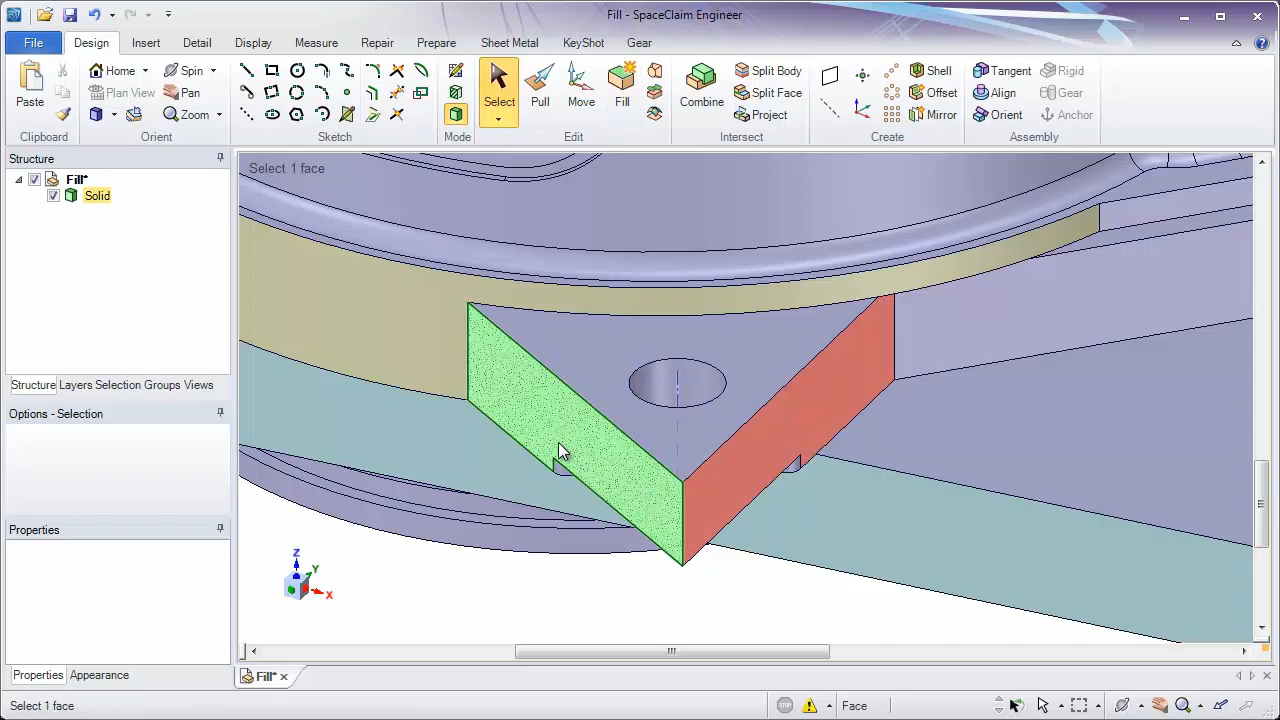 Fill - SpaceClaim Engineer
File Design Insert Detail Display Measure Repair Prepare Sheet Metal KeyShot Gear
Paste
Home Spin
Plan View Pan
Zoom
Select Pull Move Fill
Combine
Split Body
Split Face
Project
Shell
Offset
Mirror
Tangent Rigid
Align Gear
Orient Anchor
Clipboard Orient Sketch Mode Edit Intersect Create Assembly
Structure
Fill*
Solid
Structure Layers Selection Groups Views
Options - Selection
Properties
Properties Appearance
Select 1 face
Z
Y
X
Fill*
Select 1 face
Face